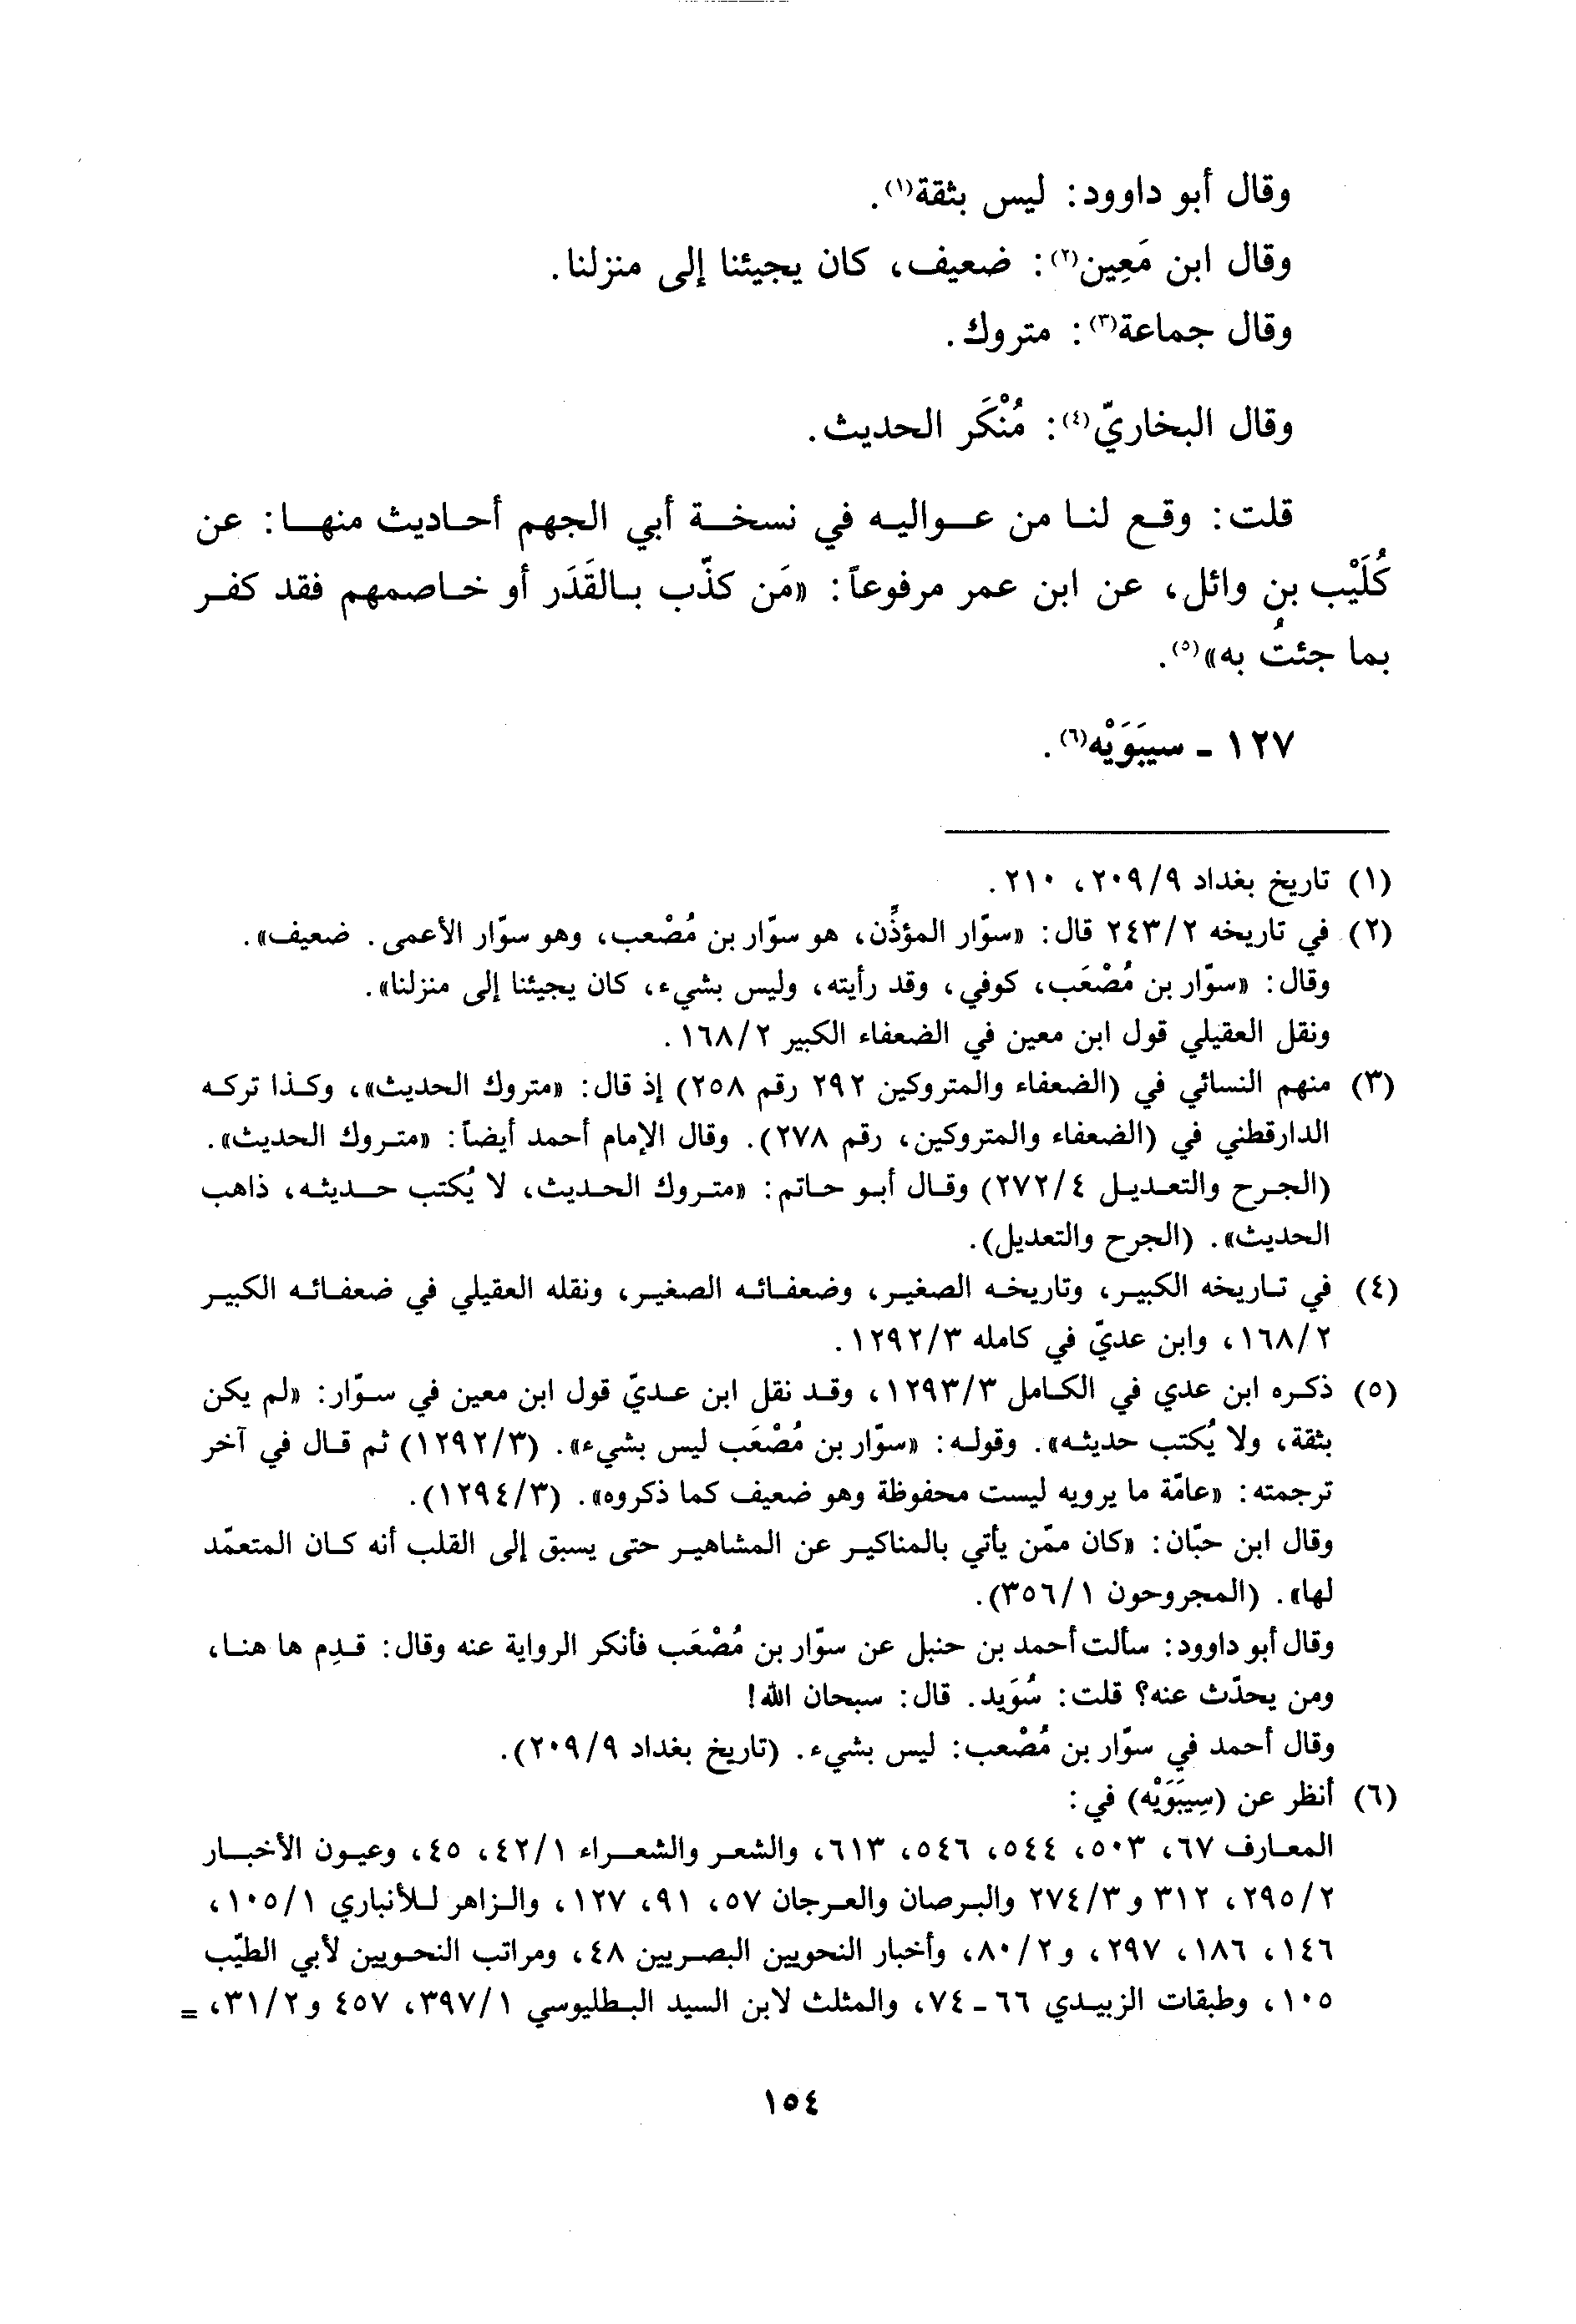 وقال أبو داوود: ليس بثقة(١).
وقال ابن مَعِين(٢): ضعيف، كان يجيئنا إلى منزلنا.
وقال جماعة(٣): متروك.
وقال البخاريّ(٤): مُنْكَر الحديث.
قلت: وقع لنا من عواليه في نسخة أبي الجهم أحاديث منها: عن
كُلَيْب بن وائل، عن ابن عمر مرفوعاً: «مَن كذّب بالقَدَر أو خاصمهم فقد كفر
بما جئتُ به»(٥).
١٢٧ - سيبَوَيْه(٦).
(١) تاريخ بغداد ٢٠٩/٩، ٢١٠.
(٢) في تاريخه ٢٤٣/٢ قال: «سوّار المؤذّن، هو سوّار بن مُصْعب، وهو سوّار الأعمى. ضعيف».
وقال: «سوّار بن مُصْعَب، كوفي، وقد رأيته، وليس بشيء، كان يجيئنا إلى منزلنا».
ونقل العقيلي قول ابن معين في الضعفاء الكبير ١٦٨/٢.
(٣) منهم النسائي في (الضعفاء والمتروكين ٢٩٢ رقم ٢٥٨) إذ قال: «متروك الحديث»، وكذا تركه
الدارقطني في (الضعفاء والمتروكين، رقم ٢٧٨). وقال الإمام أحمد أيضاً: «متروك الحديث».
(الجرح والتعديل ٢٧٢/٤) وقال أبو حاتم: «متروك الحديث، لا يُكتب حديثه، ذاهب
الحديث». (الجرح والتعديل).
(٤) في تاريخه الكبير، وتاريخه الصغير، وضعفائه الصغير، ونقله العقيلي في ضعفائه الكبير
١٦٨/٢، وابن عديّ في كامله ١٢٩٢/٣.
(٥) ذكره ابن عدي في الكامل ١٢٩٣/٣، وقد نقل ابن عديّ قول ابن معين في سوّار: «لم يكن
بثقة، ولا يُكتب حديثه». وقوله: «سوّار بن مُصْعَب ليس بشيء». (١٢٩٢/٣) ثم قال في آخر
ترجمته: «عامّة ما يرويه ليست محفوظة وهو ضعيف كما ذكروه». (١٢٩٤/٣).
وقال ابن حبّان: «كان ممّن يأتي بالمناكير عن المشاهير حتى يسبق إلى القلب أنه كان المتعمّد
لها». (المجروحون ٣٥٦/١).
وقال أبو داوود: سألت أحمد بن حنبل عن سوّار بن مُصْعَب فأنكر الرواية عنه وقال: قدِم ها هنا،
ومن يحدّث عنه؟ قلت: سُوَيد. قال: سبحان الله!
وقال أحمد في سوّار بن مُصْعب: ليس بشيء. (تاريخ بغداد ٢٠٩/٩).
(٦) أنظر عن (سِيبَوَيْه) في:
المعارف ٦٧، ٥٠٣، ٥٤٤، ٥٤٦، ٦١٣، والشعر والشعراء ٤٢/١، ٤٥، وعيون الأخبار
٢٩٥/٢، ٣١٢ و٢٧٤/٣ والبرصان والعرجان ٥٧، ٩١، ١٢٧، والزاهر للأنباري ١٠٥/١،
١٤٦، ١٨٦، ٢٩٧، و٨٠/٢، وأخبار النحويين البصريين ٤٨، ومراتب النحويين لأبي الطيّب
١٠٥، وطبقات الزبيدي ٦٦ - ٧٤، والمثلث لابن السيد البطليوسي ٣٩٧/١، ٤٥٧ و٣١/٢، =
١٥٤